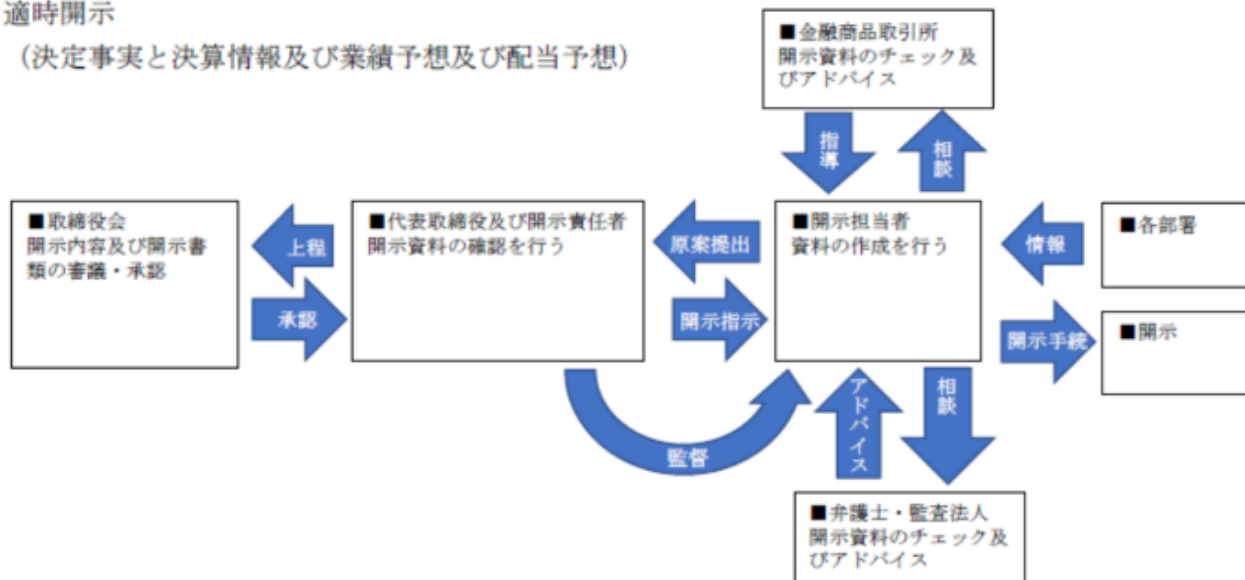 適時開示
（決定事実と決算情報及び業績予想及び配当予想）
■金融商品取引所
開示資料のチェック及
びアドバイス
指導
相談
■取締役会
開示内容及び開示書
類の審議・承認
上程
承認
■代表取締役及び開示責任者
開示資料の確認を行う
原案提出
開示指示
■開示担当者
資料の作成を行う
情報
開示手続
■各部署
■開示
監督
アドバイス
相談
■弁護士・監査法人
開示資料のチェック及
びアドバイス